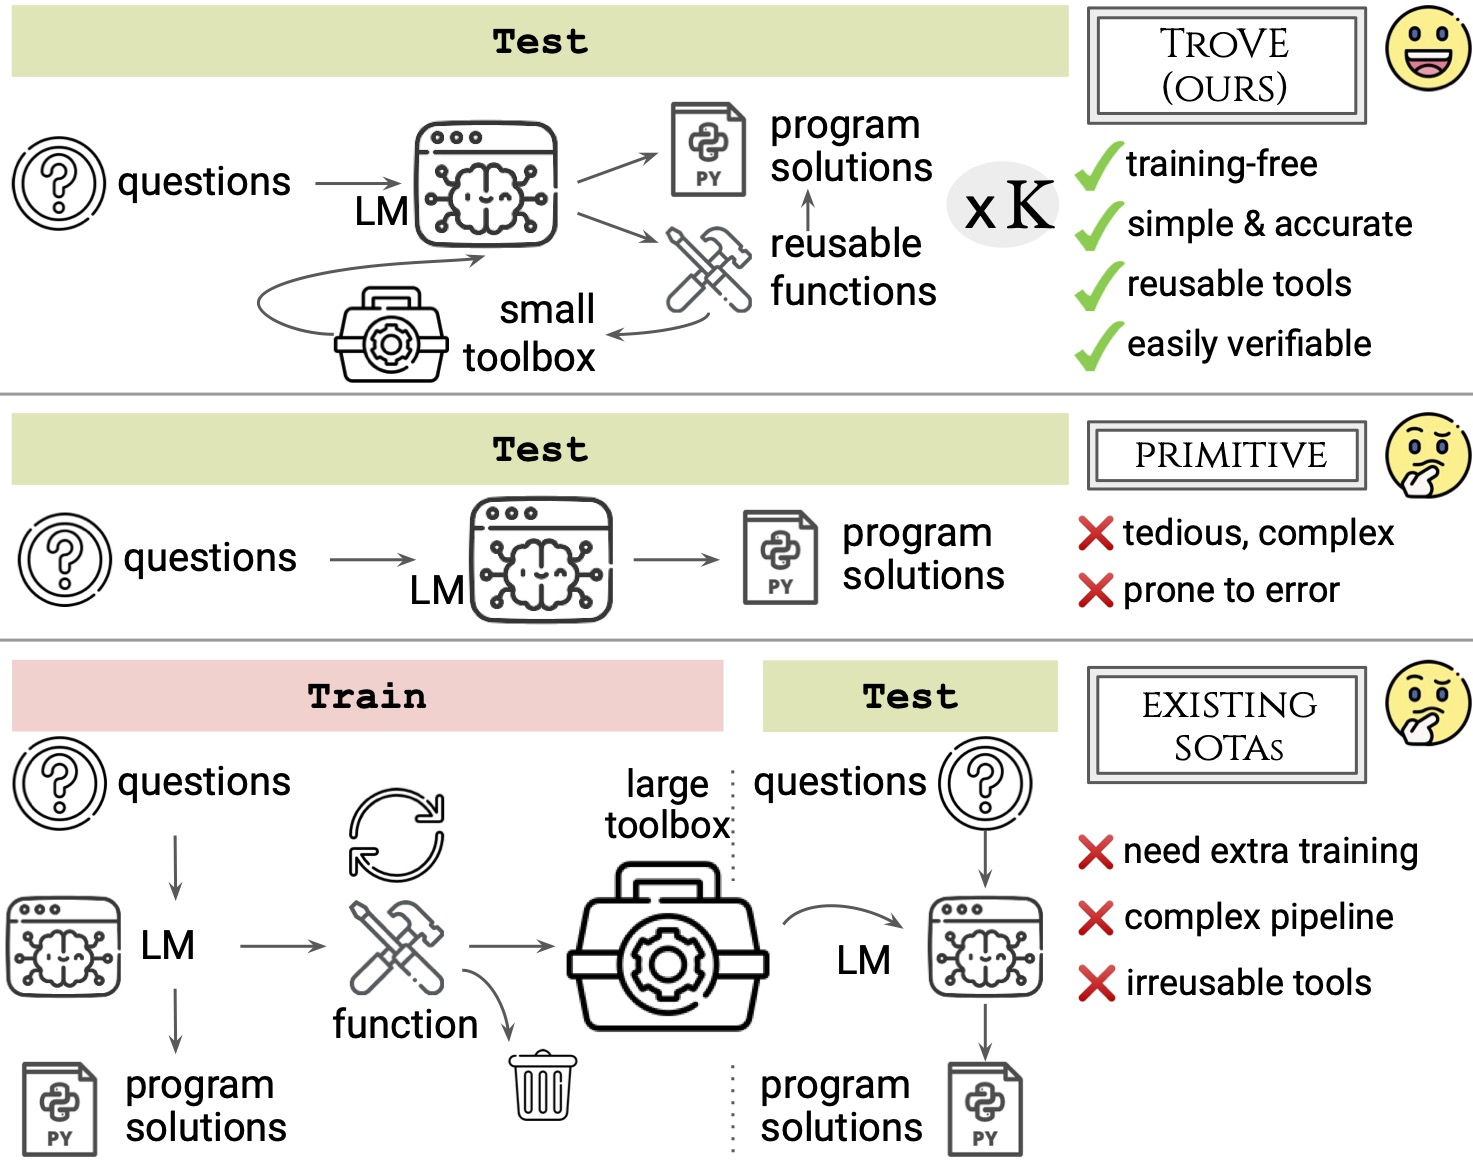 Test
TROVE
(OURS)
questions
LM
PY
program
solutions
reusable
functions
x K
small
toolbox
training-free
simple & accurate
reusable tools
easily verifiable
Test
PRIMITIVE
questions
LM
PY
program
solutions
tedious, complex
prone to error
Train
Test
EXISTING
SOTAs
questions
LM
function
large
toolbox
PY
program
solutions
questions
LM
program
solutions
PY
need extra training
complex pipeline
irreusable tools